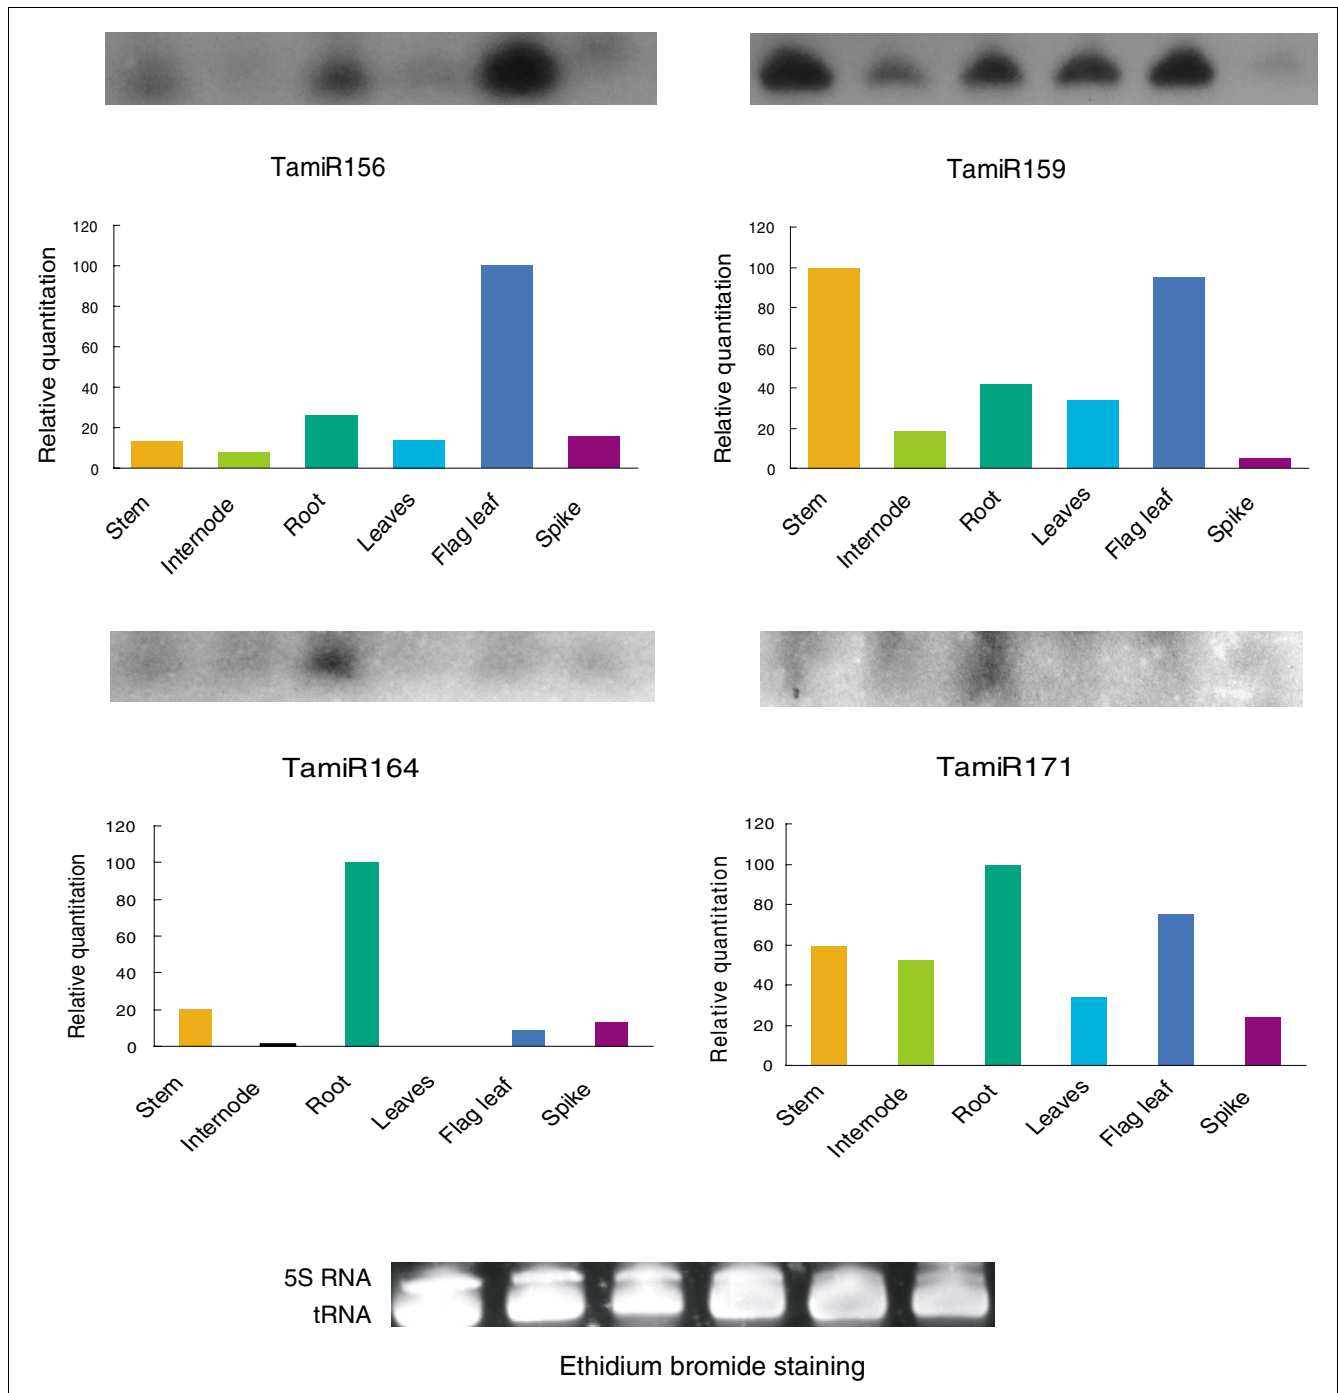 TamiR156
TamiR159
Relative quantitation
120
100
80
60
40
20
0
Stem
Internode
Root
Leaves
Flag leaf
Spike
Relative quantitation
120
100
80
60
40
20
0
Stem
Internode
Root
Leaves
Flag leaf
Spike
TamiR164
TamiR171
Relative quantitation
120
100
80
60
40
20
0
Stem
Internode
Root
Leaves
Flag leaf
Spike
Relative quantitation
120
100
80
60
40
20
0
Stem
Internode
Root
Leaves
Flag leaf
Spike
5S RNA
tRNA
Ethidium bromide staining